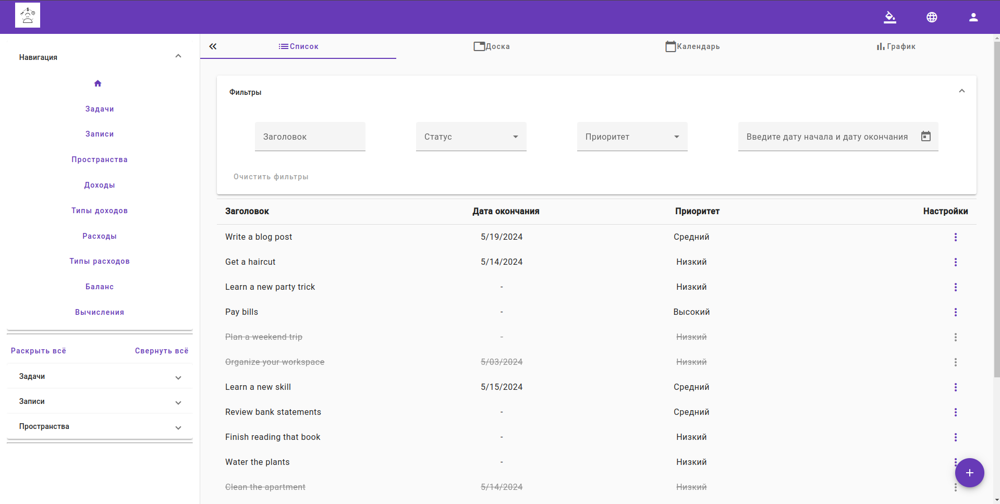 Навигация
Задачи
Записи
Пространства
Доходы
Типы доходов
Расходы
Типы расходов
Баланс
Вычисления
Раскрыть всё Свернуть всё
Задачи
Записи
Пространства
Список Доска Календарь График
Фильтры
Заголовок Статус Приоритет Введите дату начала и дату окончания
Очистить фильтры
Заголовок Дата окончания Приоритет Настройки
Write a blog post 5/19/2024 Средний
Get a haircut 5/14/2024 Низкий
Learn a new party trick - Низкий
Pay bills - Высокий
Plan a weekend trip - Низкий
Organize your workspace 5/03/2024 Низкий
Learn a new skill 5/15/2024 Средний
Review bank statements - Средний
Finish reading that book - Низкий
Water the plants - Низкий
Clean the apartment 5/14/2024 Низкий